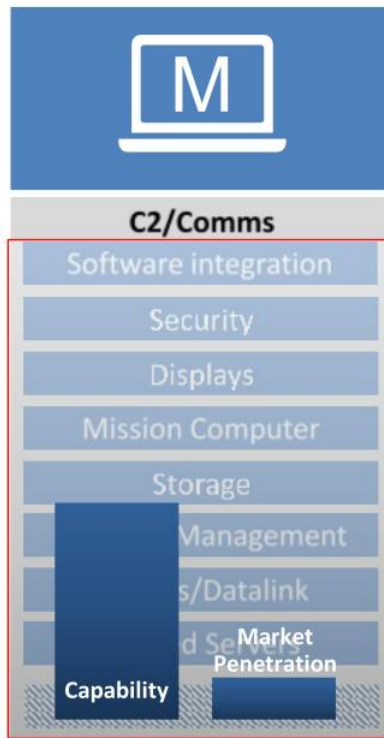 M
C2/Comms
Software integration
Security
Displays
Mission Computer
Storage
Management
s/Datalink
d Servers
Market
Penetration
Capability